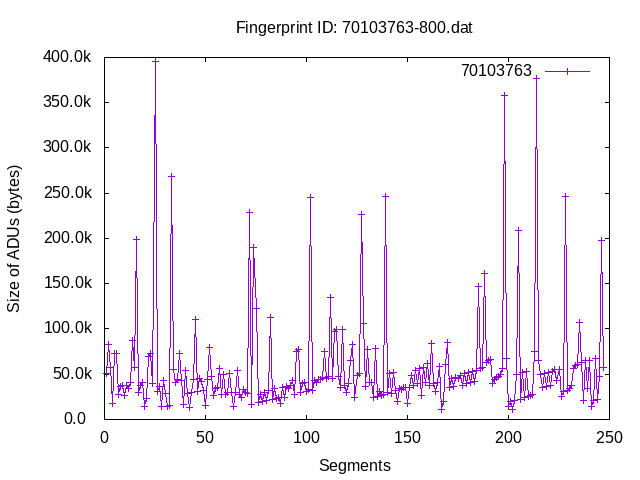 Fingerprint ID: 70103763-800.dat
400.0k
70103763
350.0k
300.0k
250.0k
200.0k
150.0k
100.0k
50.0k
0.0
Size of ADUs (bytes)
0 50 100 150 200 250
Segments